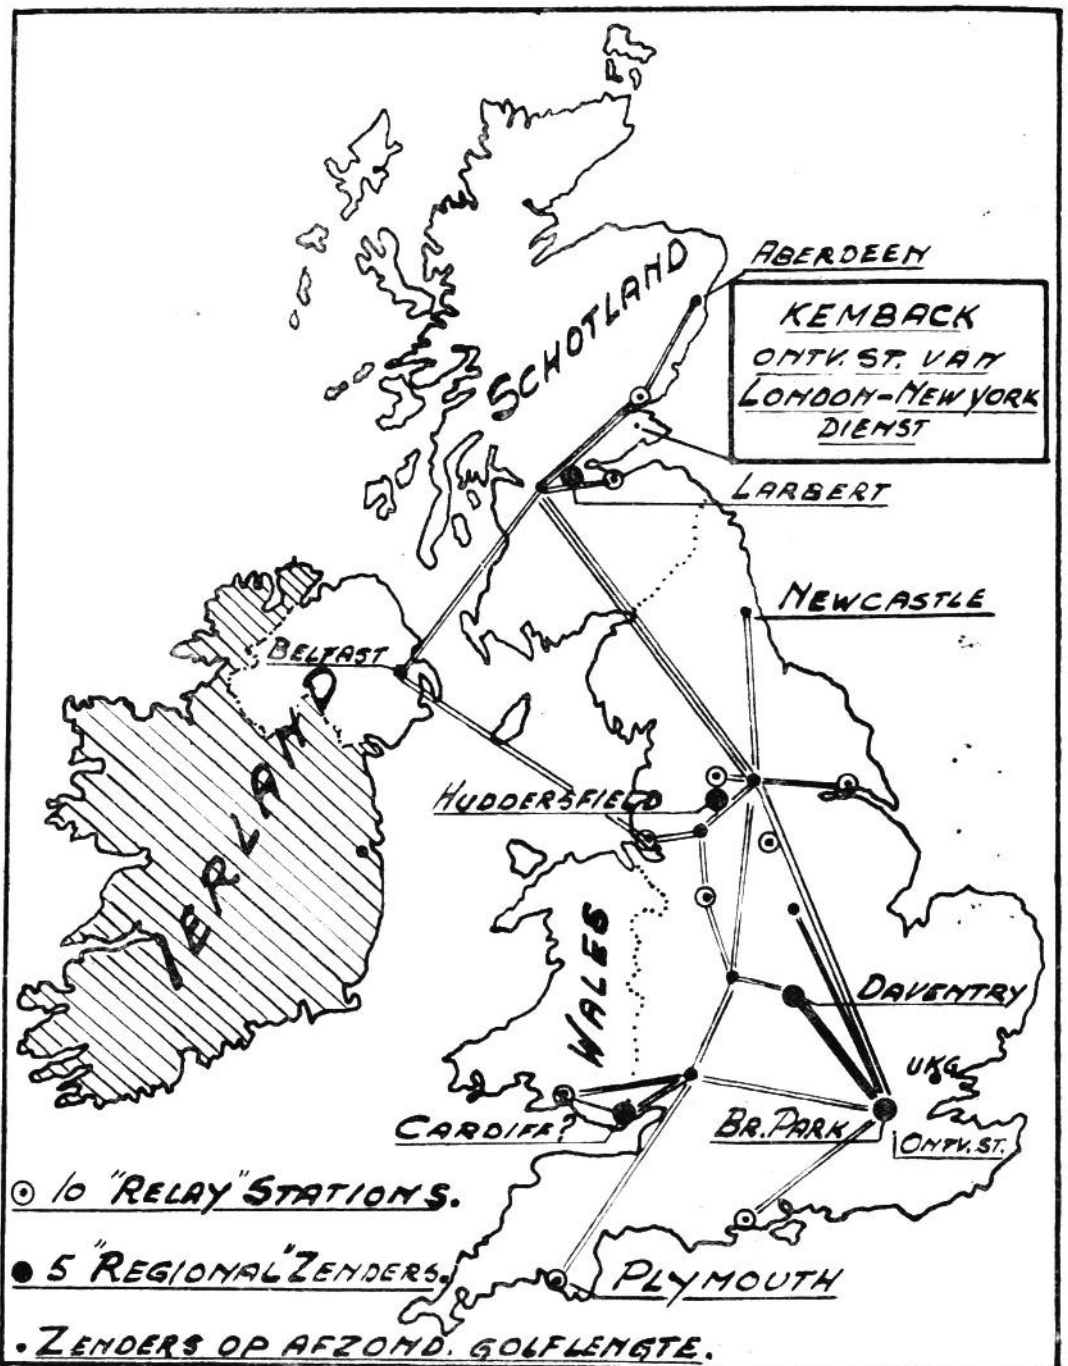 ABERDEEN
SCHOTLAND
KEMBACK
ONTV. ST. VAN
LONDON-NEW YORK
DIENST
LARBERT
NEWCASTLE
BELFAST
IERLAND
HUDDERSFIELD
WALES
DAVENTRY
UKG
CARDIFF?
BR. PARK
ONTV. ST.
10 "RELAY" STATIONS.
5 "REGIONAL" ZENDERS.
PLYMOUTH
. ZENDERS OP AFZOND. GOLFLENGTE.